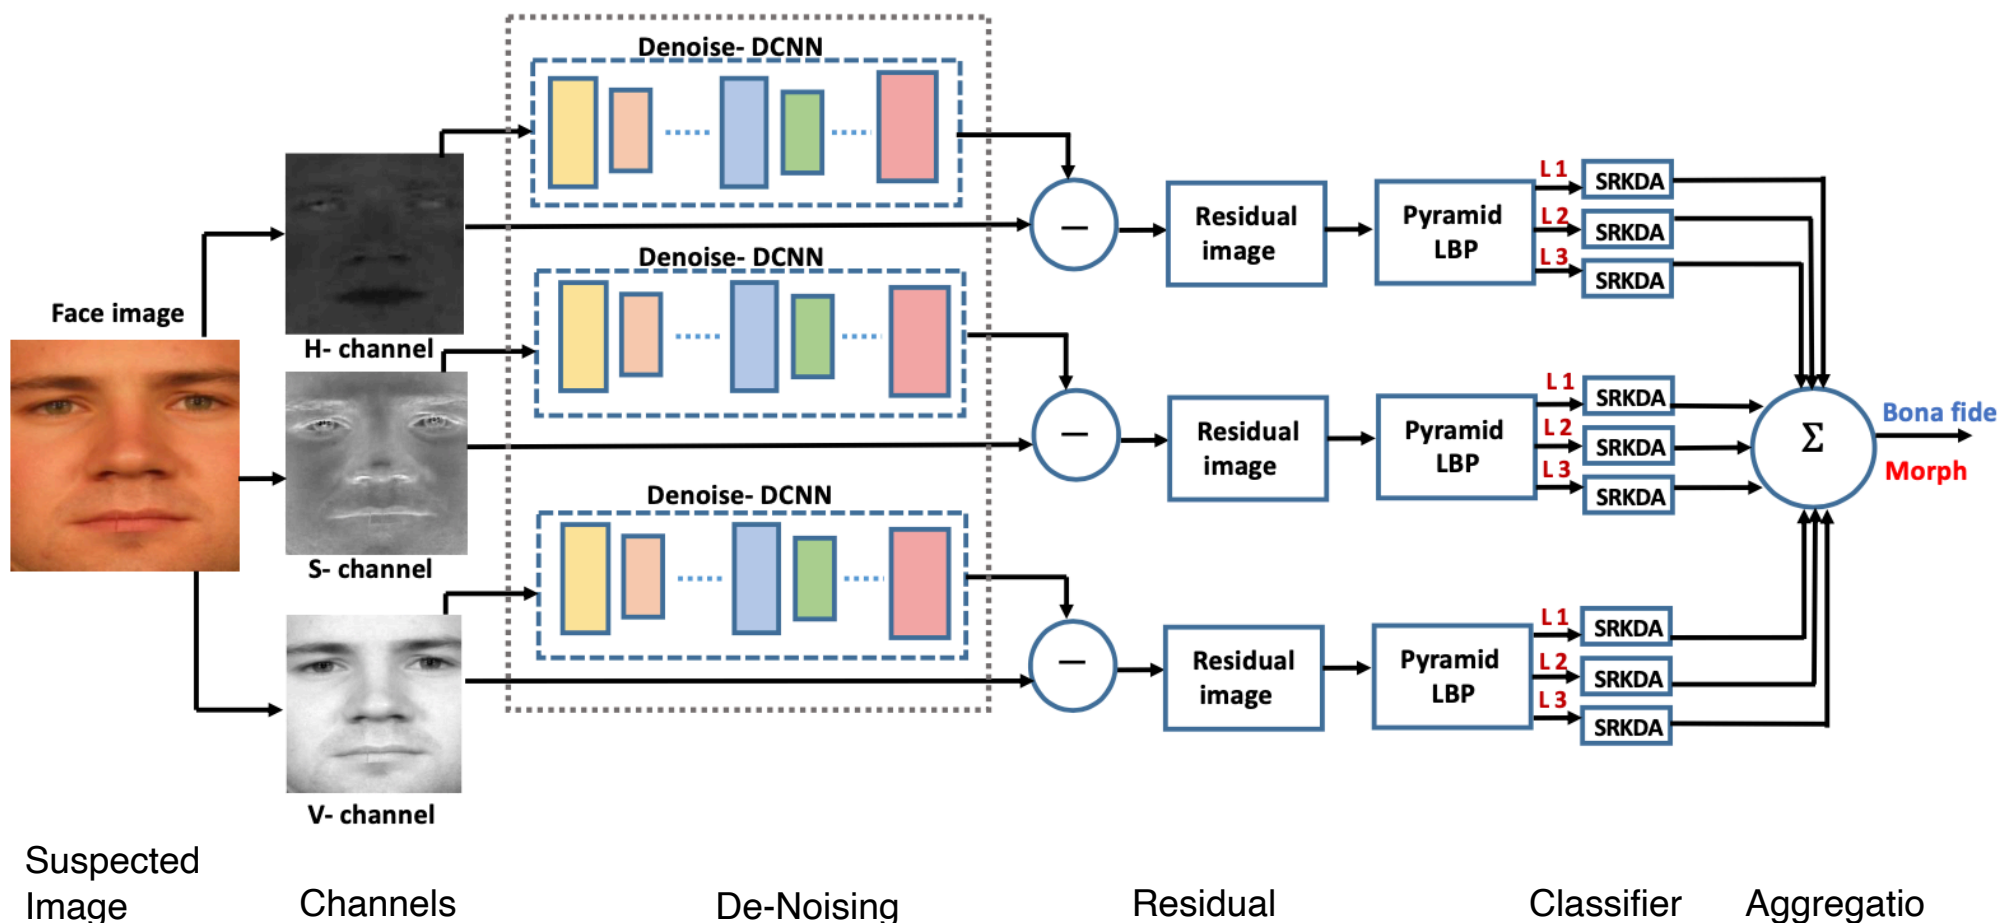 Denoise- DCNN
L 1
SRKDA
L 2
SRKDA
L 3
SRKDA
Residual
image
Pyramid
LBP
−
Denoise- DCNN
Face image
H- channel
L 1
SRKDA
L 2
SRKDA
L 3
SRKDA
Residual
image
Pyramid
LBP
−
Σ
Bona fide
Morph
Denoise- DCNN
S- channel
L 1
SRKDA
L 2
SRKDA
L 3
SRKDA
Residual
image
Pyramid
LBP
−
V- channel
Suspected
Image
Channels
De-Noising
Residual
Classifier
Aggregatio